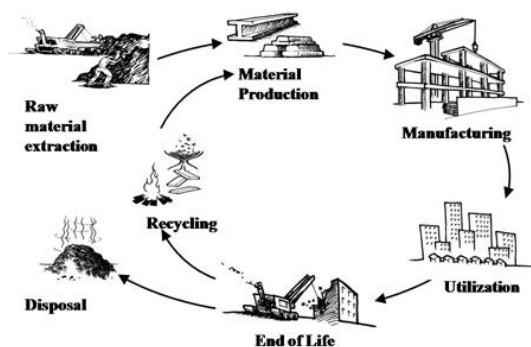 Raw
material
extraction
Material
Production
Manufacturing
Utilization
End of Life
Recycling
Disposal